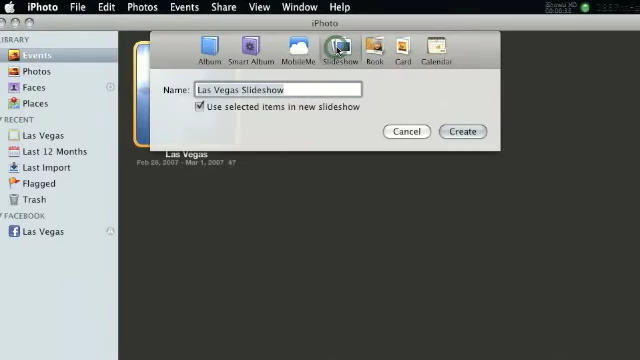 iPhoto File Edit Photos Events Share View Window Help
iPhoto
LIBRARY
Events
Photos
Faces
Places
RECENT
Las Vegas
Last 12 Months
Last Import
Flagged
Trash
FACEBOOK
Las Vegas
Album Smart Album MobileMe Slideshow Book Card Calendar
Name: Las Vegas Slideshow
Use selected items in new slideshow
Cancel Create
Las Vegas
Feb 28, 2007 - Mar 1, 2007 47